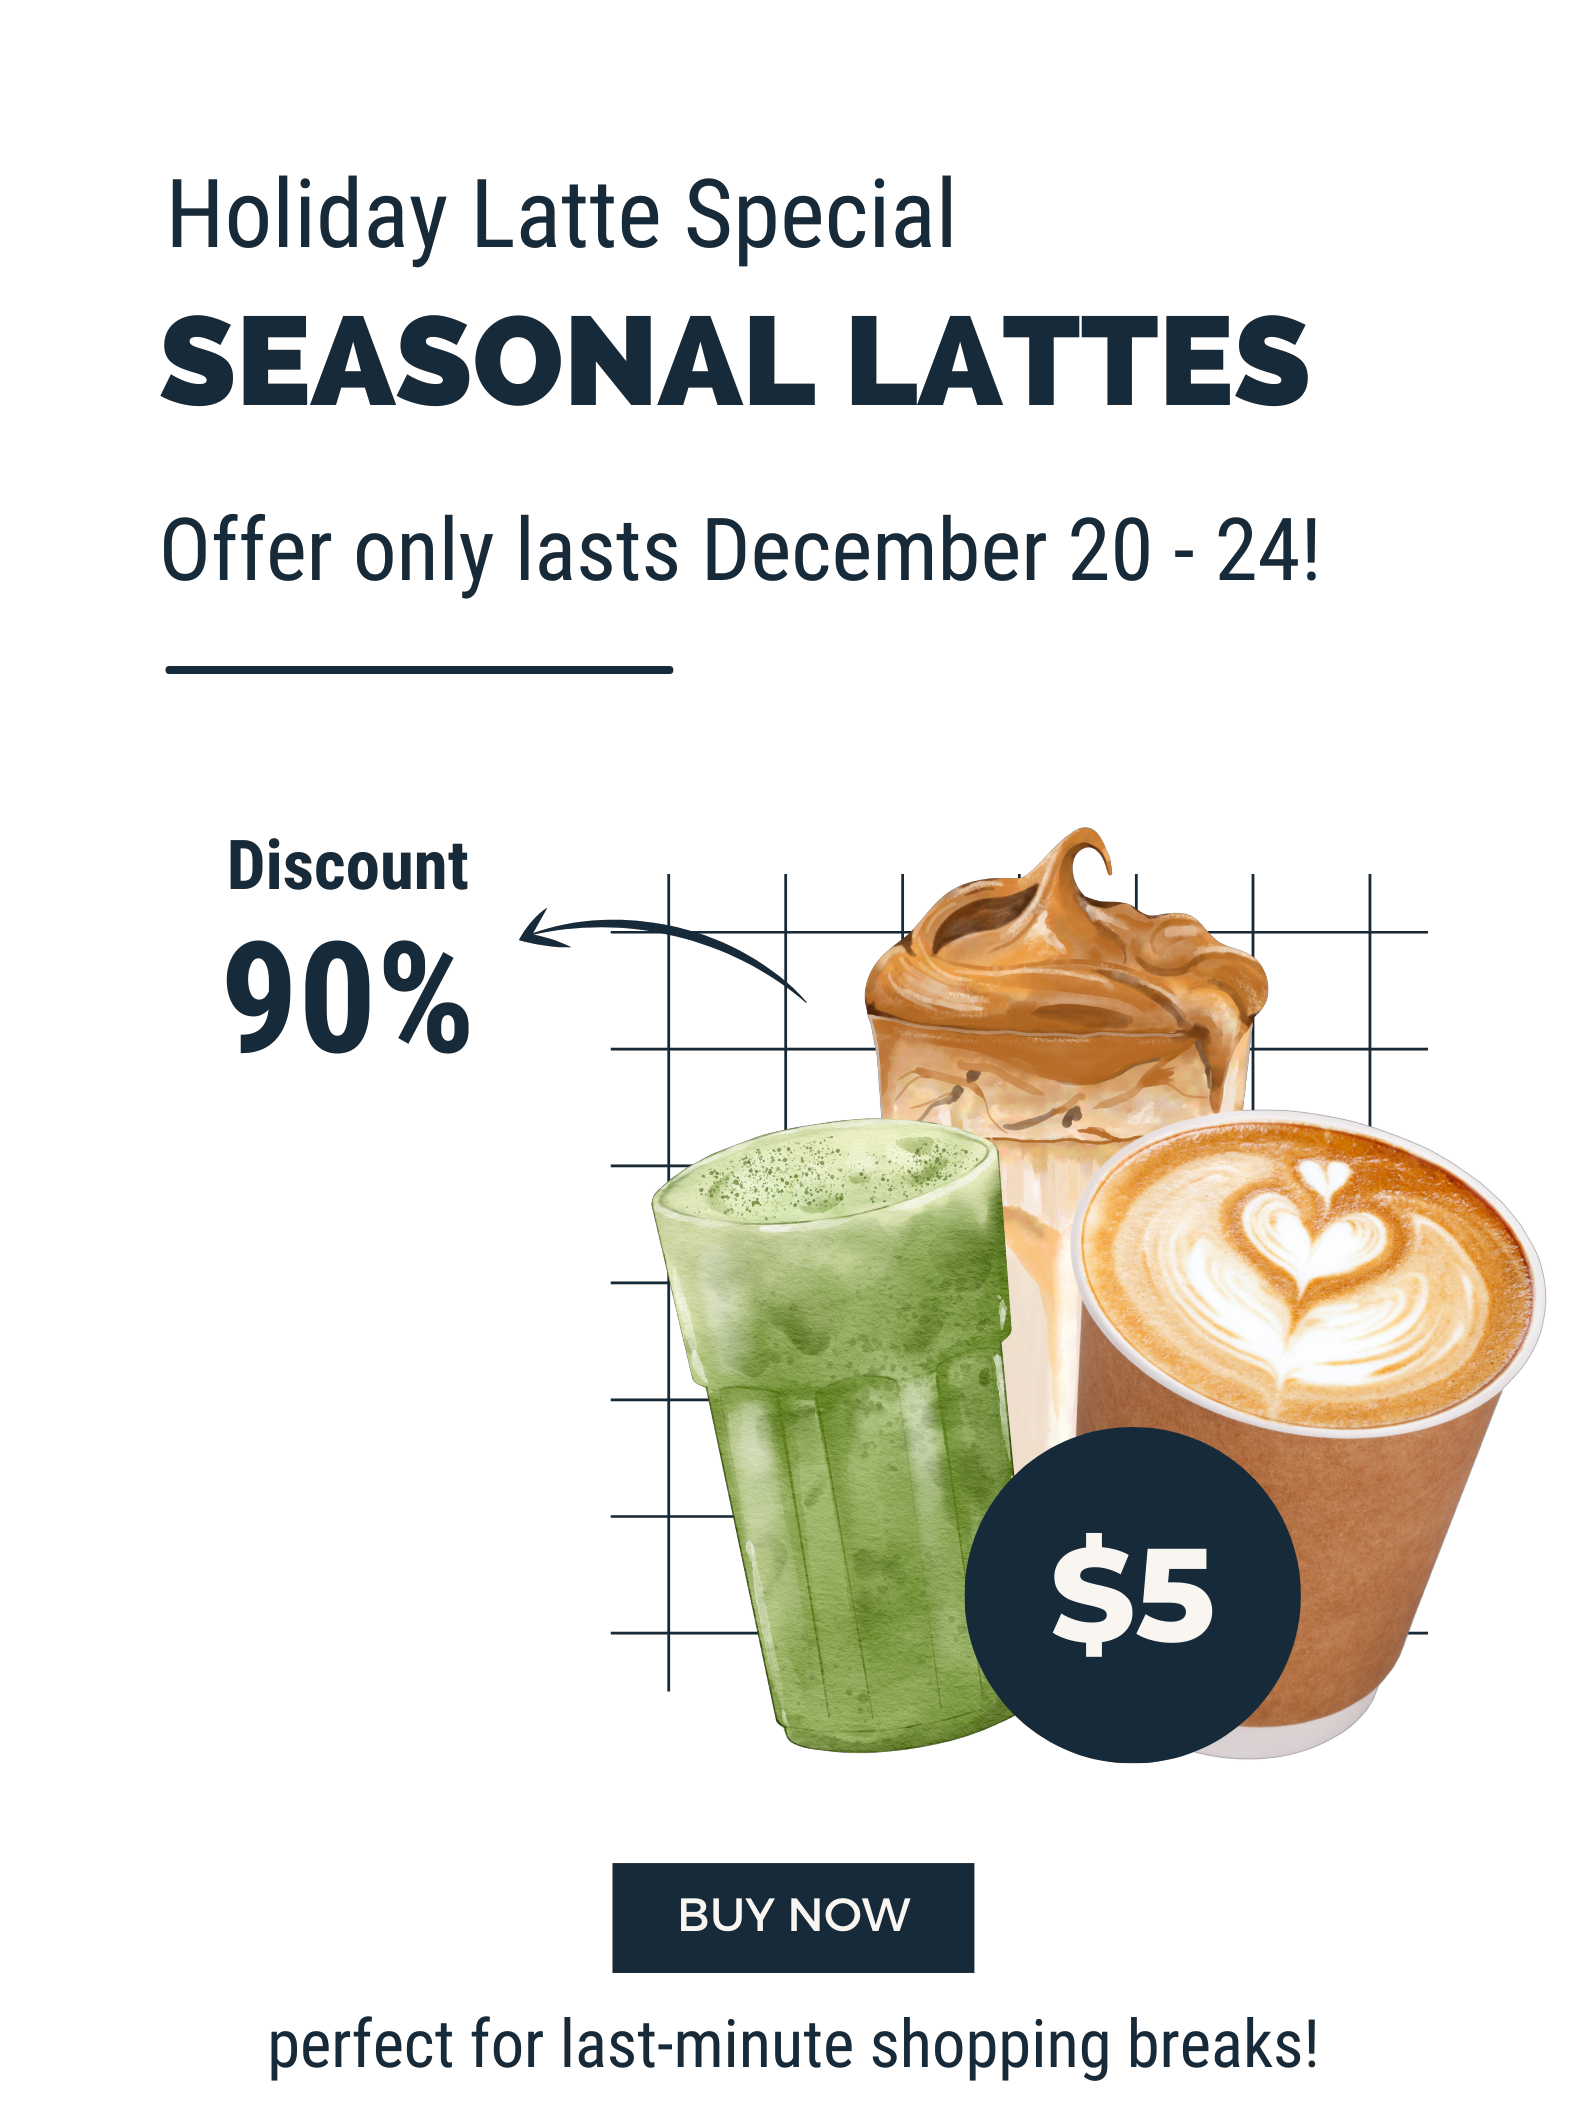 Holiday Latte Special
SEASONAL LATTES
Offer only lasts December 20 - 24!
Discount
90%
$5
BUY NOW
perfect for last-minute shopping breaks!